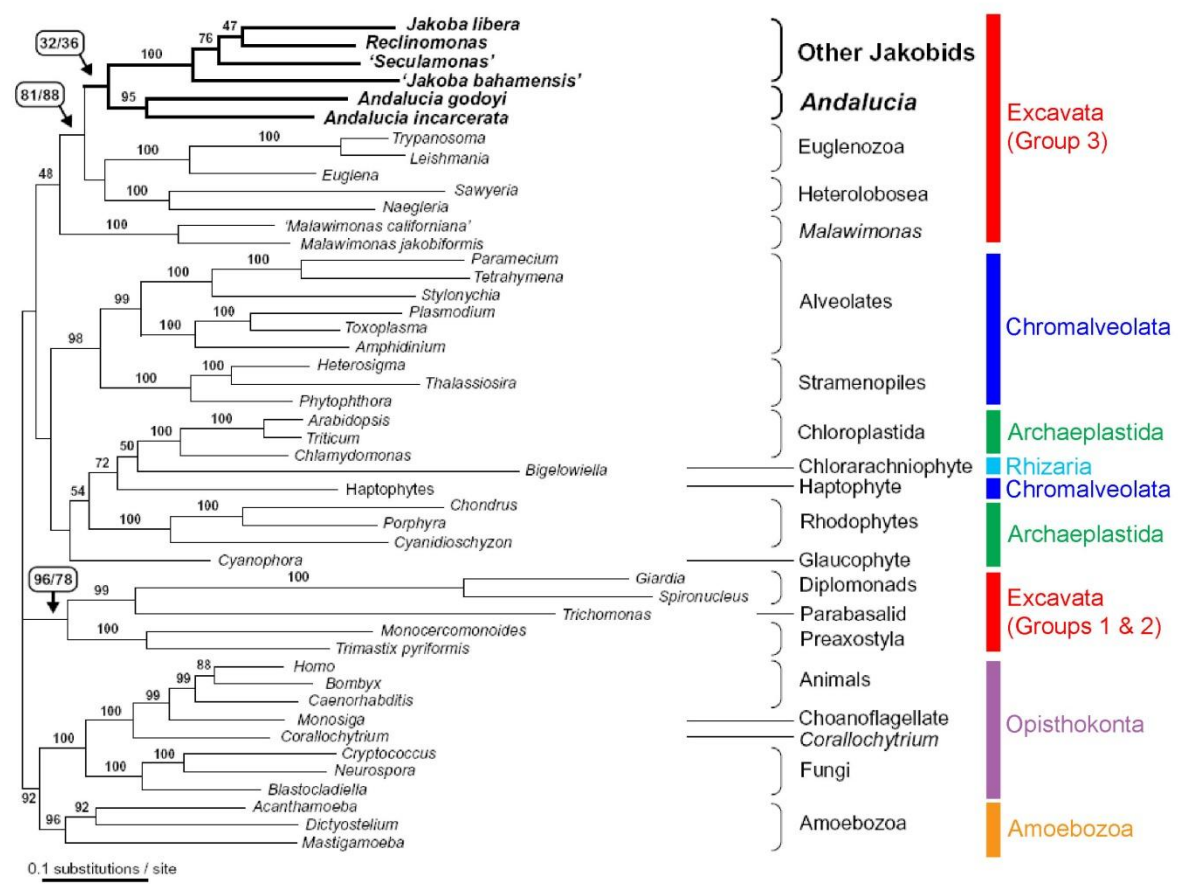 47
Jakoba libera
32/36
76
Reclinomonas
100
‘Seculamonas’
‘Jakoba bahamensis’
Other Jakobids
81/88
95
Andalucia godoyi
Andalucia incarcerata
Andalucia
Excavata
(Group 3)
100
Trypanosoma
100
Leishmania
Euglena
Euglenozoa
48
100
Sawyeria
Naegleria
Heterolobosea
100
‘Malawimonas californiana’
Malawimonas jakobiformis
Malawimonas
100
Paramecium
100
Tetrahymena
Stylonychia
99
100
Plasmodium
100
Toxoplasma
Amphidinium
Alveolates
Chromalveolata
98
100
Heterosigma
100
Thalassiosira
Phytophthora
Stramenopiles
100
Arabidopsis
100
Triticum
50
Chlamydomonas
Chloroplastida
Archaeplastida
72
Bigelowiella
Chlorarachniophyte
Rhizaria
54
Haptophytes
Haptophyte
Chromalveolata
100
Chondrus
100
Porphyra
Cyanidioschyzon
Rhodophytes
Archaeplastida
Cyanophora
Glaucophyte
96/78
99
100
Giardia
Spironucleus
Diplomonads
Trichomonas
Parabasalid
100
Monocercomonoides
Trimastix pyriformis
Preaxostyla
Excavata
(Groups 1 & 2)
88
Homo
99
Bombyx
99
Caenorhabditis
Animals
100
Monosiga
Choanoflagellate
Corallochytrium
Corallochytrium
Opisthokonta
100
100
Cryptococcus
100
Neurospora
Blastocladiella
Fungi
92
92
Acanthamoeba
96
Dictyostelium
Mastigamoeba
Amoebozoa
Amoebozoa
0.1 substitutions / site